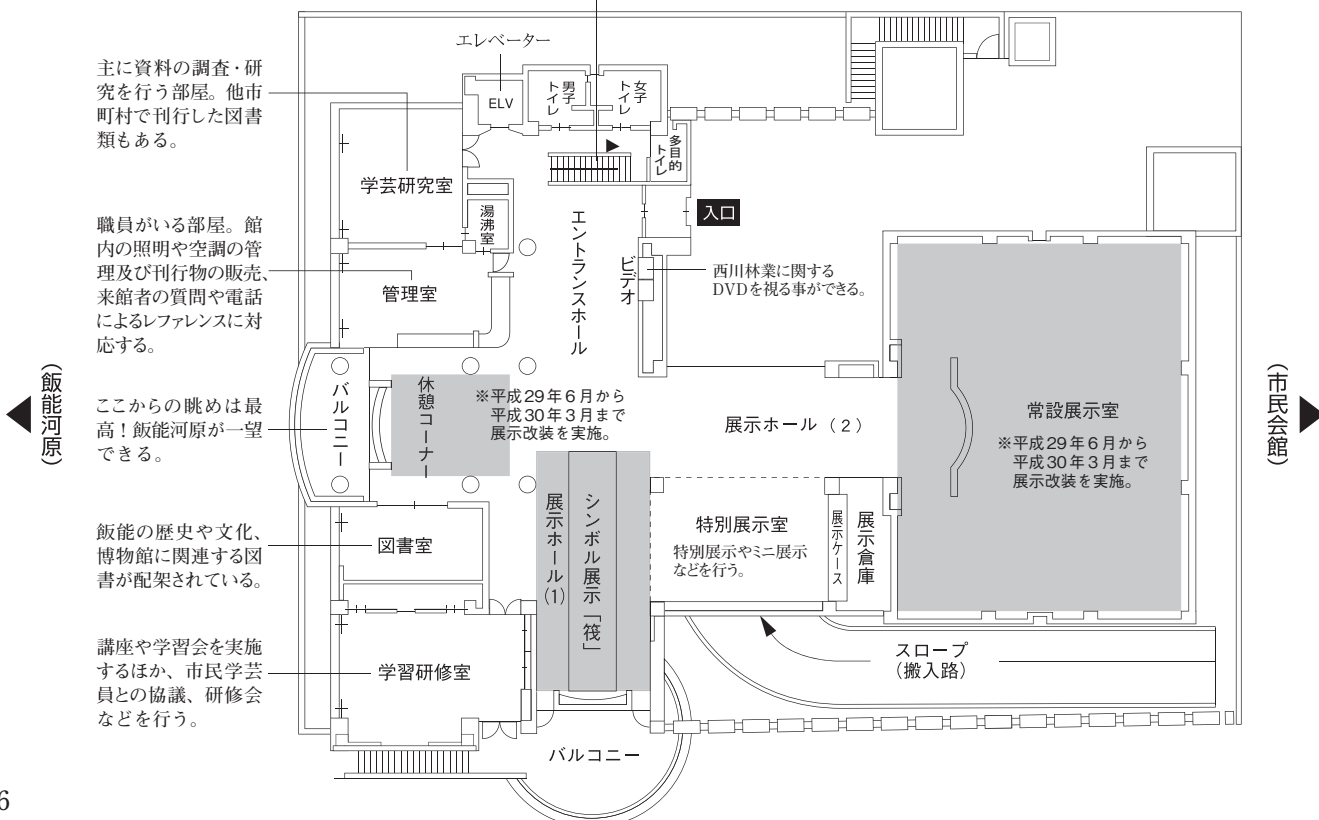 エレベーター
主に資料の調査・研
究を行う部屋。他市
町村で刊行した図書
類もある。
ELV
男子
トイレ
女子
トイレ
多目的
トイレ
学芸研究室
職員がいる部屋。館
内の照明や空調の管
理及び刊行物の販売、
来館者の質問や電話
によるレファレンスに対
応する。
湯沸室
管理室
エントランスホール
入口
ビデオ
西川林業に関する
DVDを視る事ができる。
(飯能河原)
ここからの眺めは最
高！飯能河原が一望
できる。
バルコニー
休憩コーナー
※平成29年6月から
平成30年3月まで
展示改装を実施。
展示ホール（2）
常設展示室
※平成29年6月から
平成30年3月まで
展示改装を実施。
(市民会館)
飯能の歴史や文化、
博物館に関連する図
書が配架されている。
図書室
展示ホール(1)
シンボル展示「筏」
特別展示室
特別展示やミニ展示
などを行う。
展示ケース
展示倉庫
講座や学習会を実施
するほか、市民学芸
員との協議、研修会
などを行う。
学習研修室
スロープ
(搬入路)
バルコニー
6